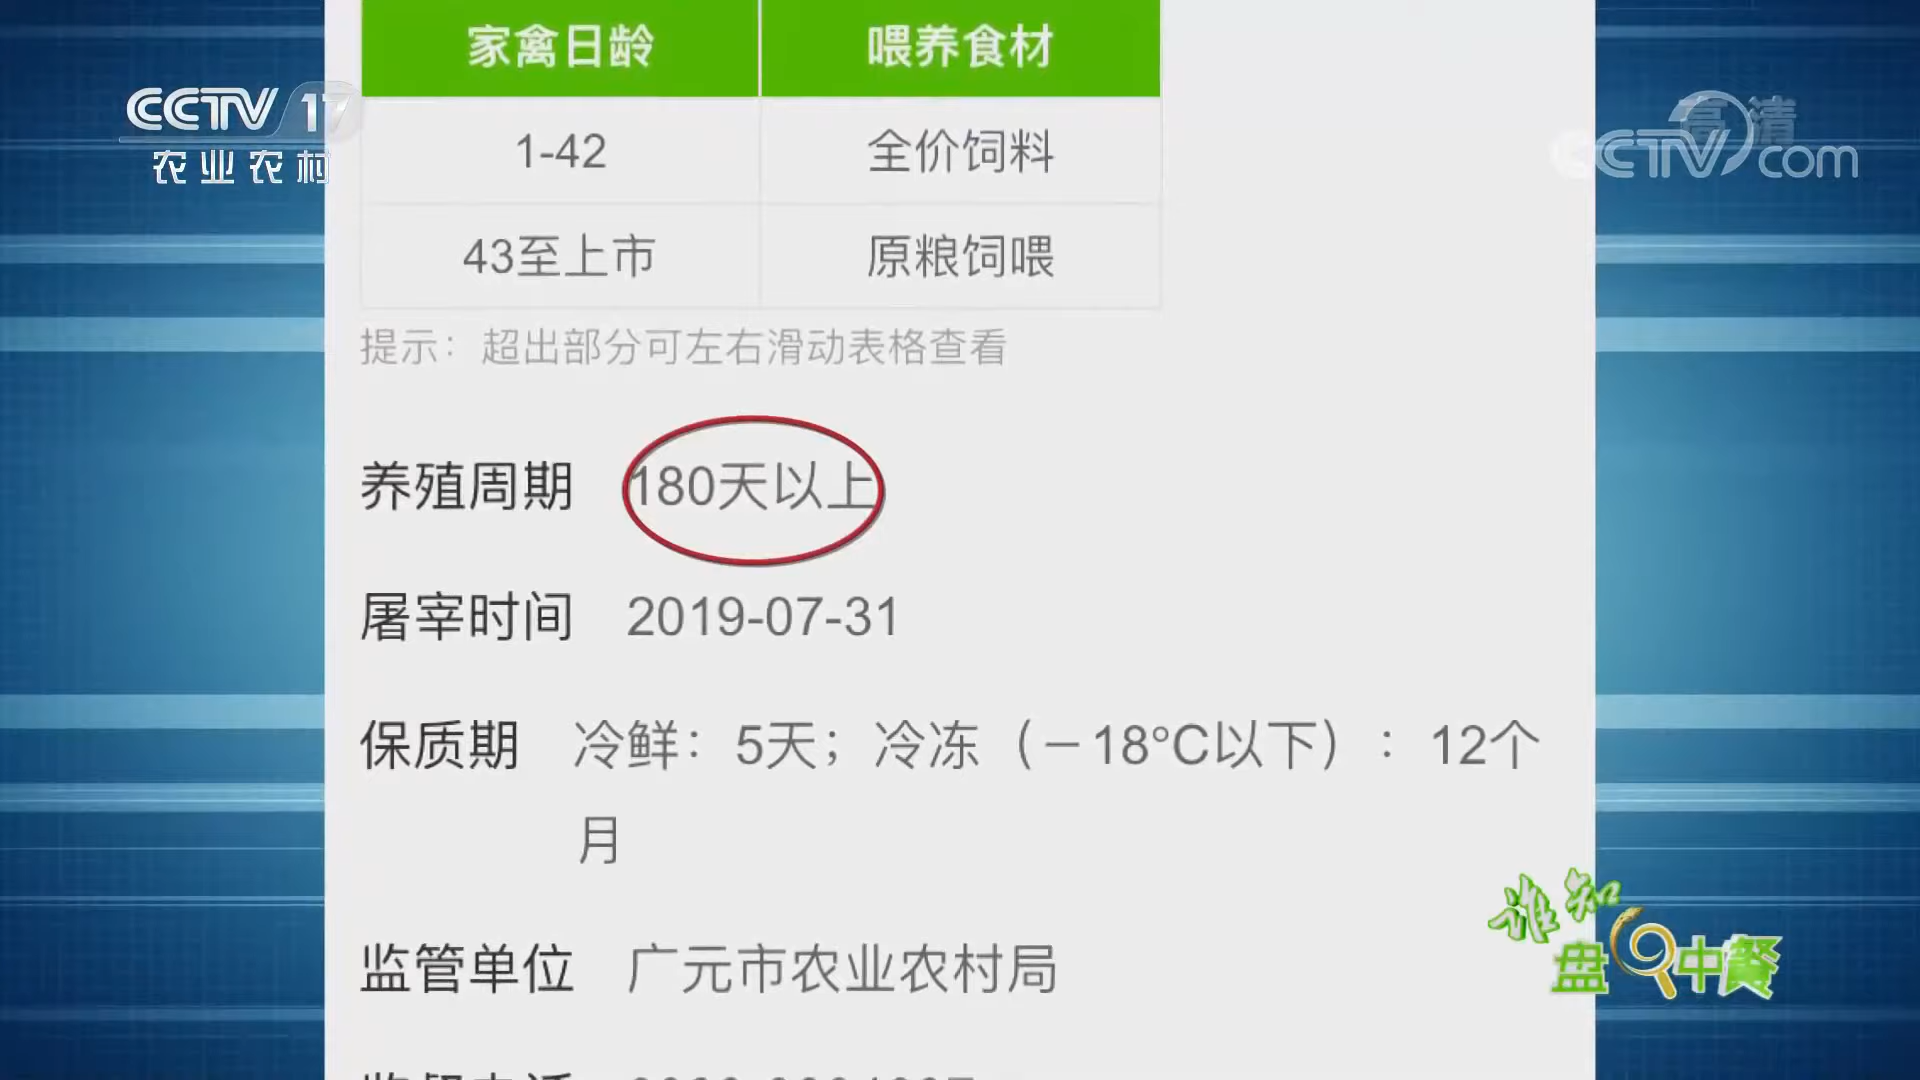 家禽日龄 喂养食材
CCTV 17 高清
农业农村 CCTV com
1-42 全价饲料
43至上市 原粮饲喂
提示：超出部分可左右滑动表格查看
养殖周期 180天以上
屠宰时间 2019-07-31
保质期 冷鲜：5天；冷冻（－18°C以下）：12个
月
谁知
盘中餐
监管单位 广元市农业农村局